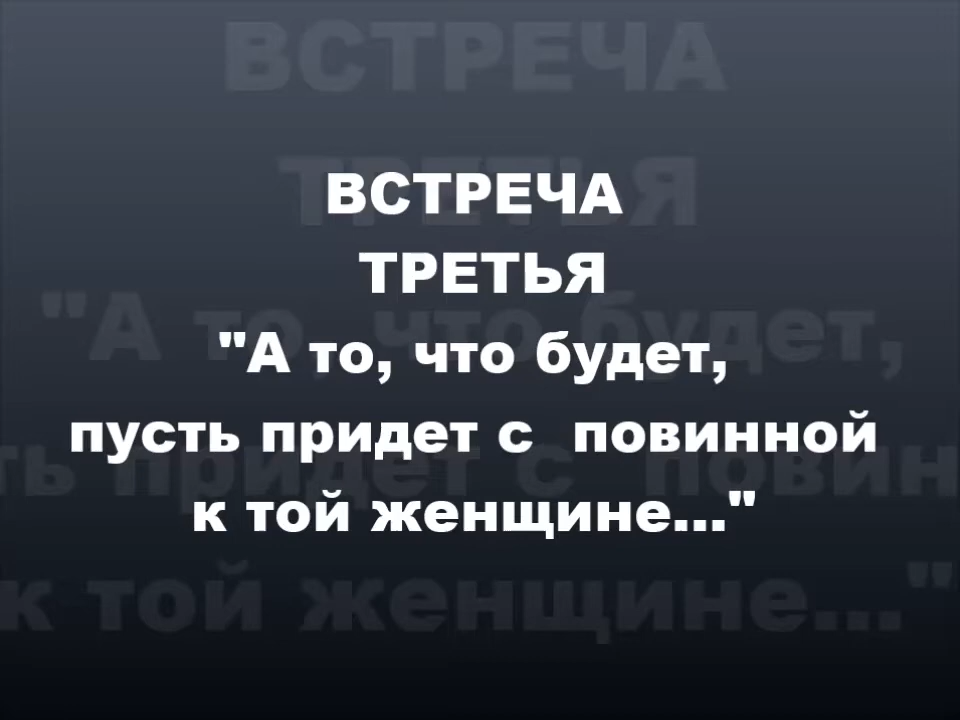 ВСТРЕЧА
ТРЕТЬЯ
"А то, что будет,
пусть придет с  повинной
к той женщине..."